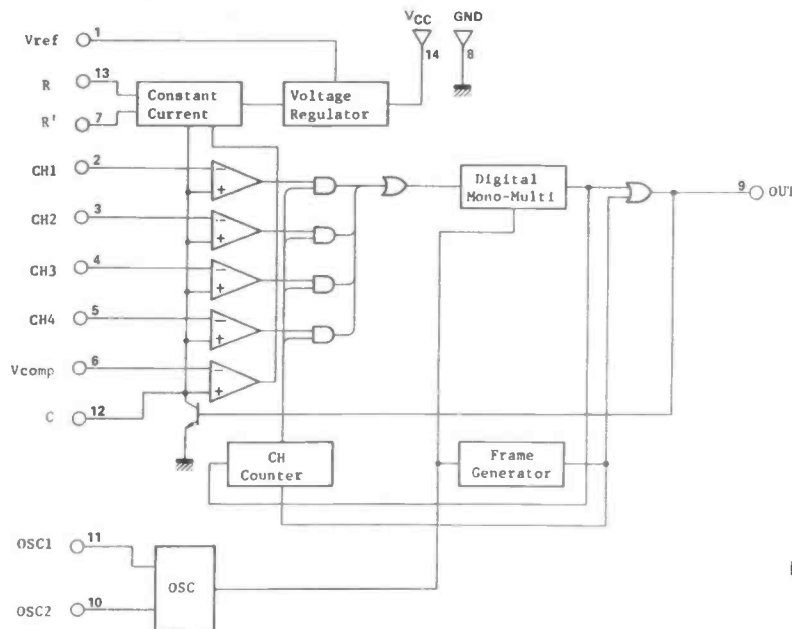 Vref 1
VCC
14
GND
8
R 13
R' 7
Constant
Current
Voltage
Regulator
CH1 2
CH2 3
CH3 4
CH4 5
Vcomp 6
C 12
- +
- +
- +
- +
- +
Digital
Mono-Multi
9
CH
Counter
Frame
Generator
OSC1 11
OSC2 10
OSC